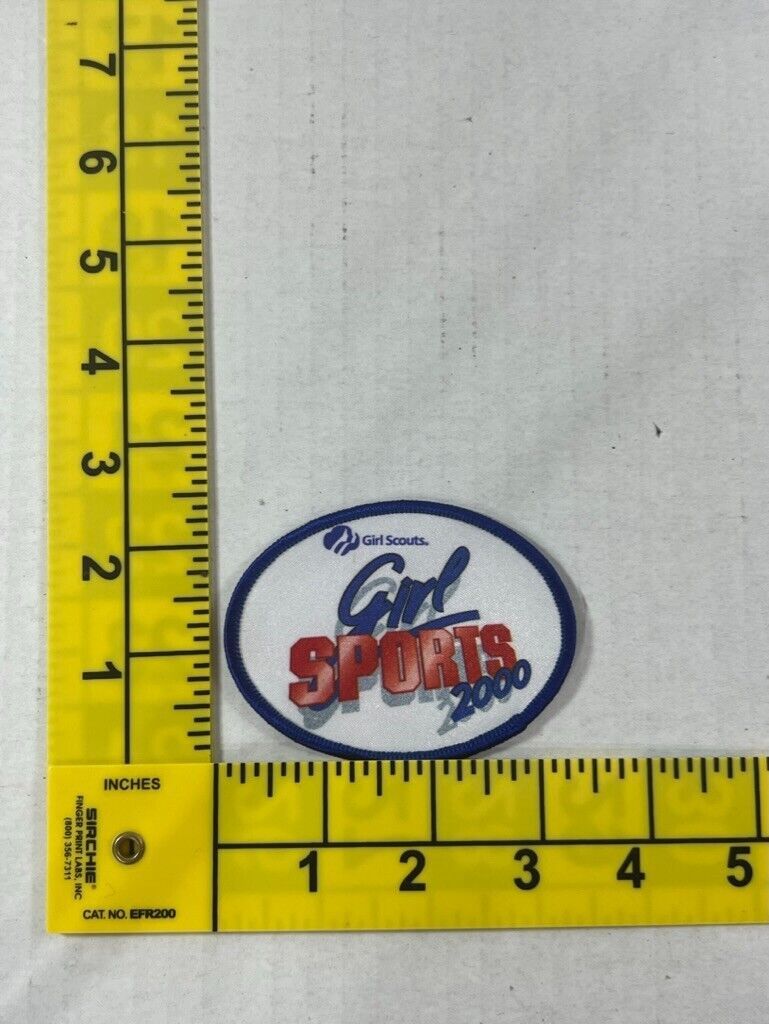 7
6
5
4
3
2
1
Girl Scouts.
Girl
SPORTS
2000
INCHES
SIRCHIE®
FINGER PRINT LABS, INC
(800) 356-7311
CAT. NO. EFR200
1 2 3 4 5